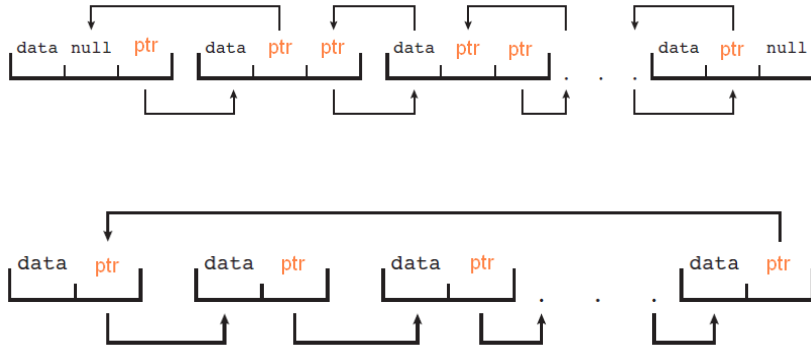 data null ptr data ptr ptr data ptr ptr . . . data ptr null
data ptr data ptr data ptr . . . data ptr